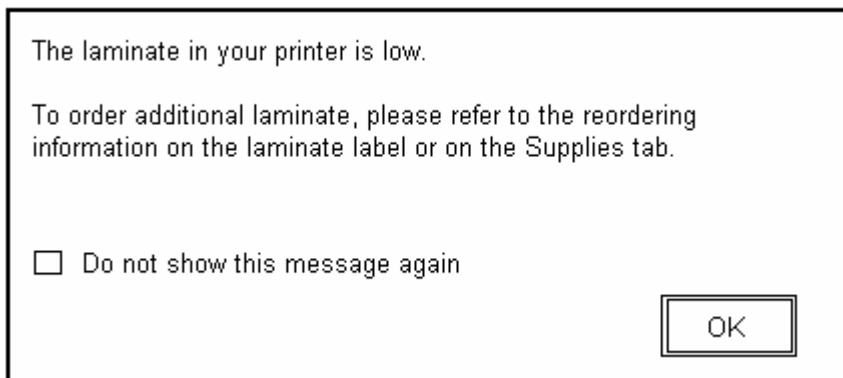 The laminate in your printer is low.
To order additional laminate, please refer to the reordering
information on the laminate label or on the Supplies tab.
Do not show this message again
OK